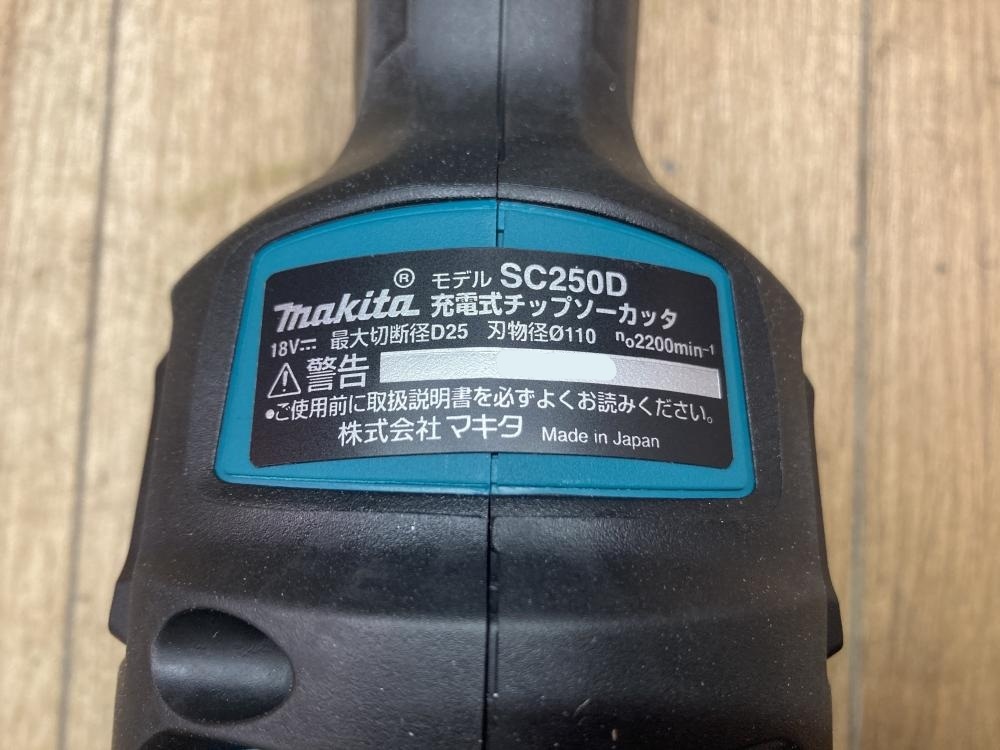 makita® モデル SC250D
充電式チップソーカッタ
18V⎓ 最大切断径D25 刃物径Ø110 n₀2200min⁻¹
警告
●ご使用前に取扱説明書を必ずよくお読みください。
株式会社 マキタ Made in Japan